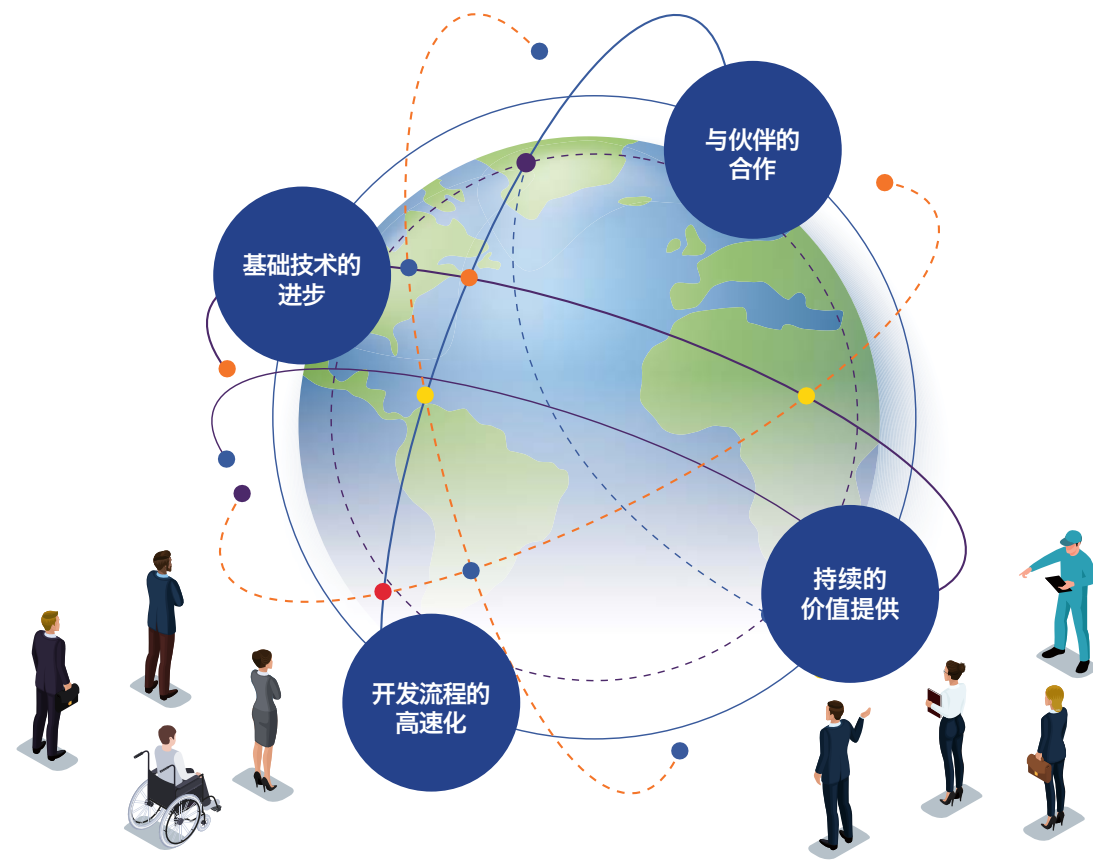 与伙伴的
合作
基础技术的
进步
持续的
价值提供
开发流程的
高速化